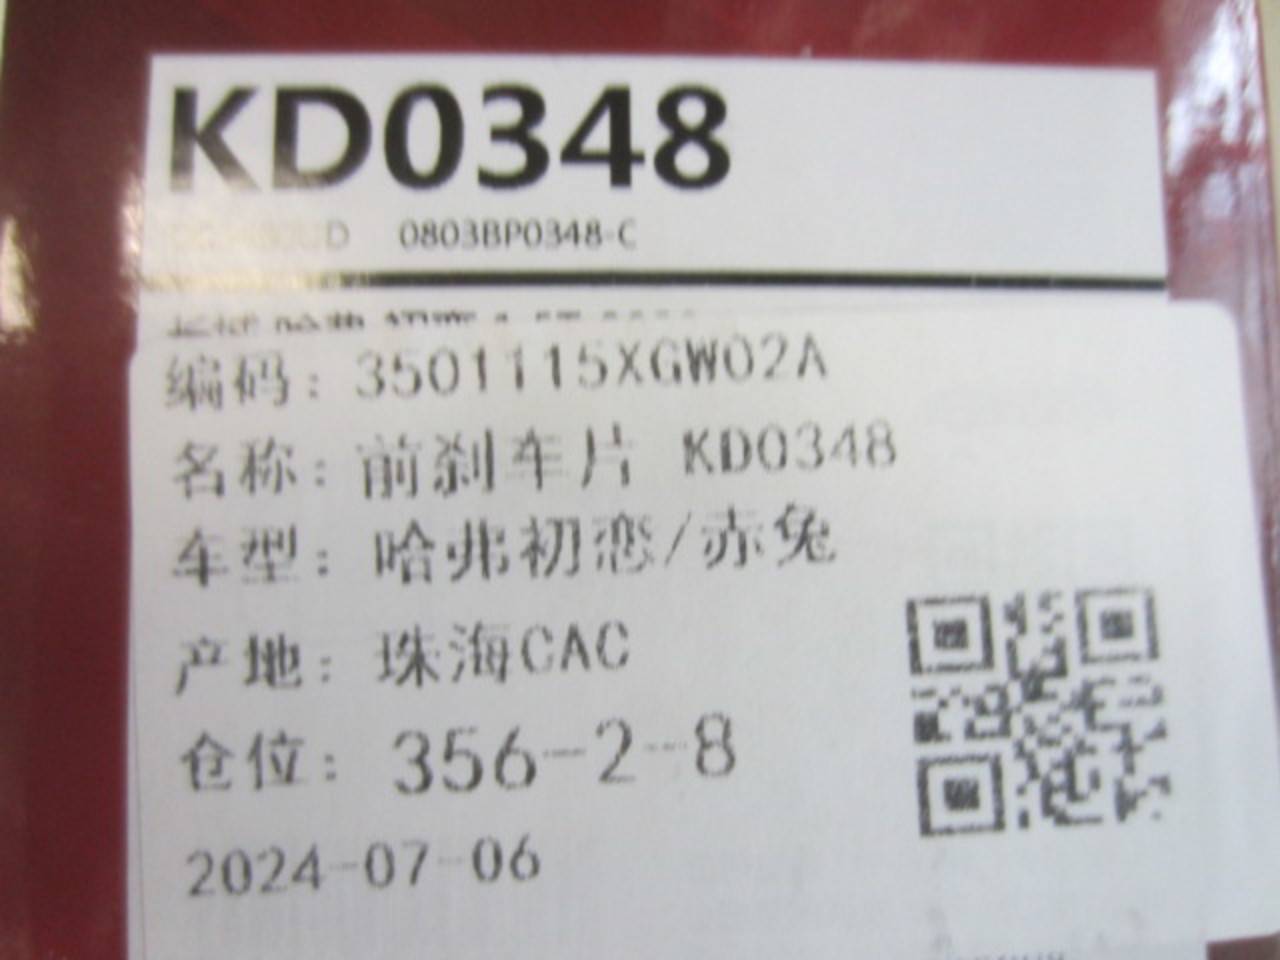 KD0348
0803BP0348-C
编码：3501115XGW02A
名称：前刹车片 KD0348
车型：哈弗初恋/赤兔
产地：珠海CAC
仓位：356-2-8
2024-07-06